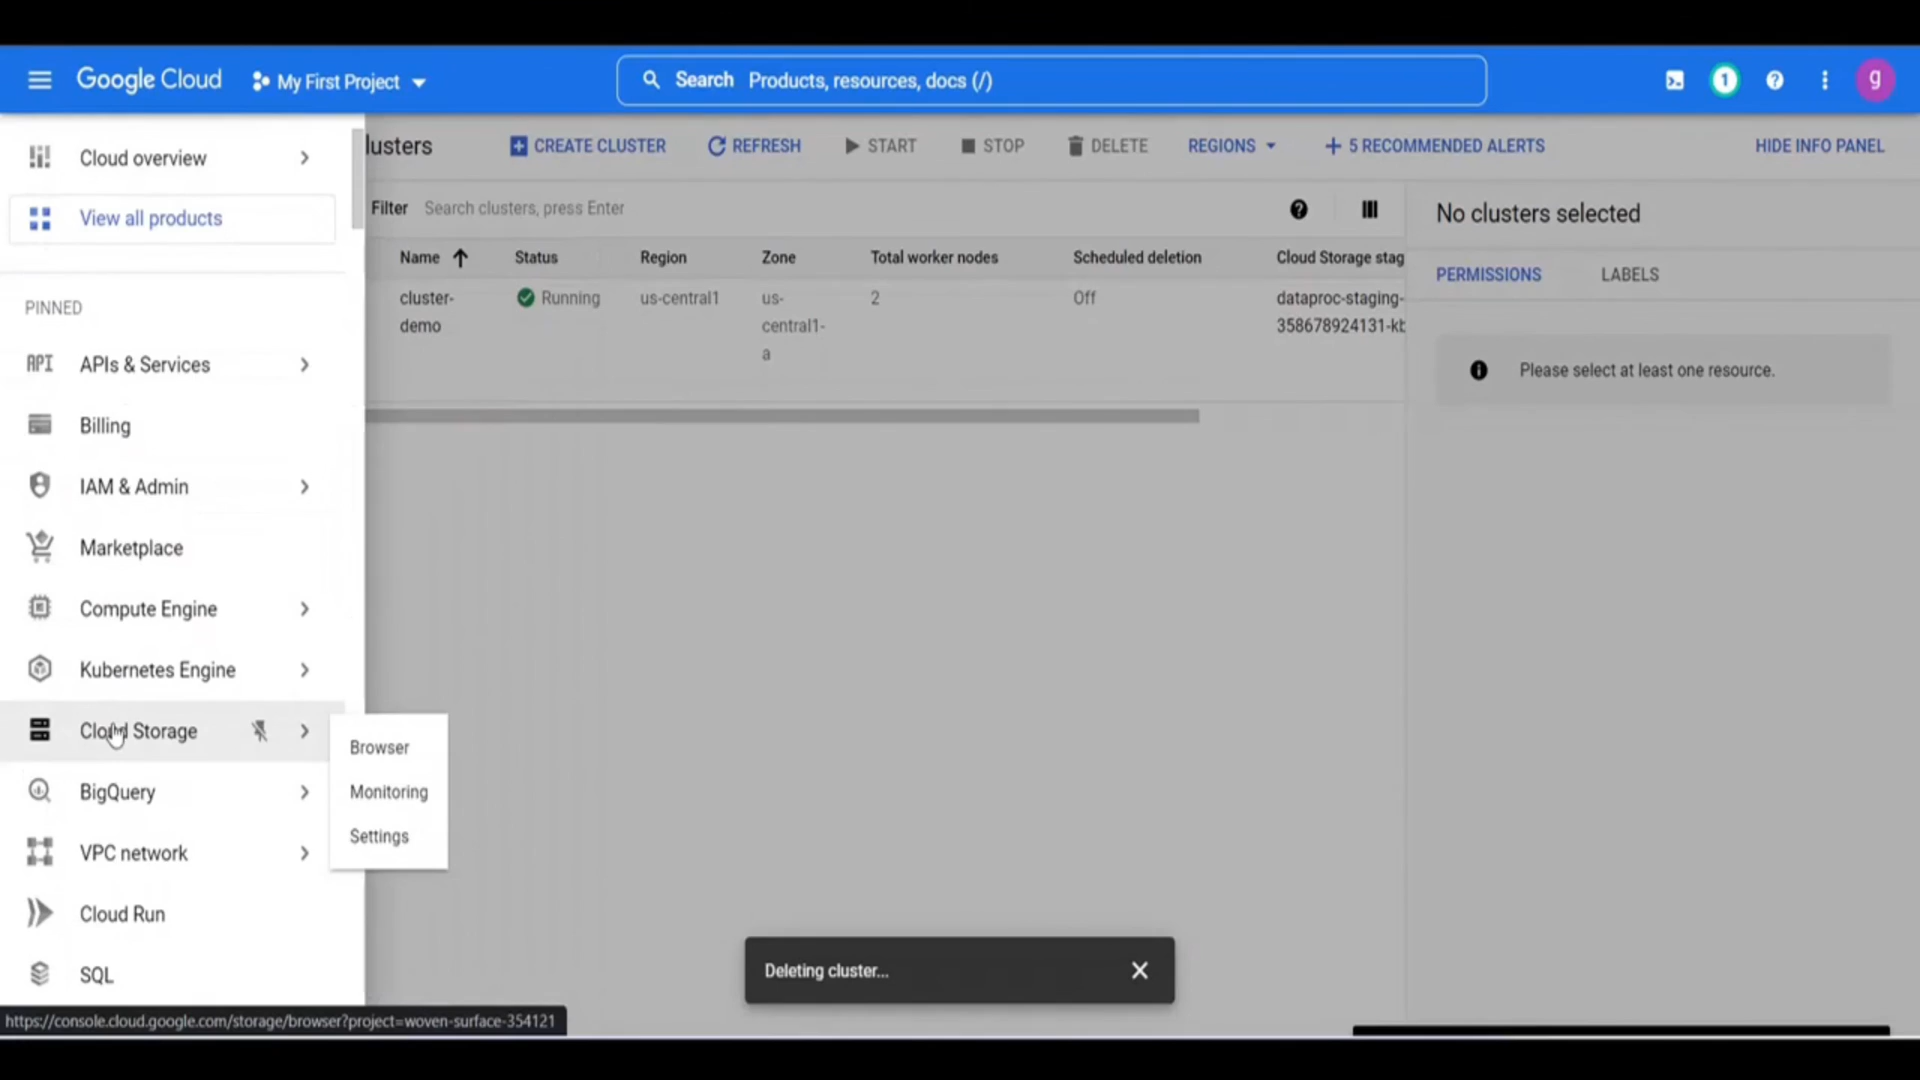 Google Cloud
My First Project
Search Products, resources, docs (/)
1
g
Cloud overview
View all products
PINNED
APIs & Services
Billing
IAM & Admin
Marketplace
Compute Engine
Kubernetes Engine
Cloud Storage
BigQuery
VPC network
Cloud Run
SQL
Browser
Monitoring
Settings
lusters
CREATE CLUSTER
REFRESH
START
STOP
DELETE
REGIONS
5 RECOMMENDED ALERTS
HIDE INFO PANEL
Filter Search clusters, press Enter
Name
Status
Region
Zone
Total worker nodes
Scheduled deletion
Cloud Storage stag
cluster-
demo
Running
us-central1
us-
central1-
a
2
Off
dataproc-staging-
358678924131-kb
No clusters selected
PERMISSIONS
LABELS
Please select at least one resource.
Deleting cluster...
https://console.cloud.google.com/storage/browser?project=woven-surface-354121